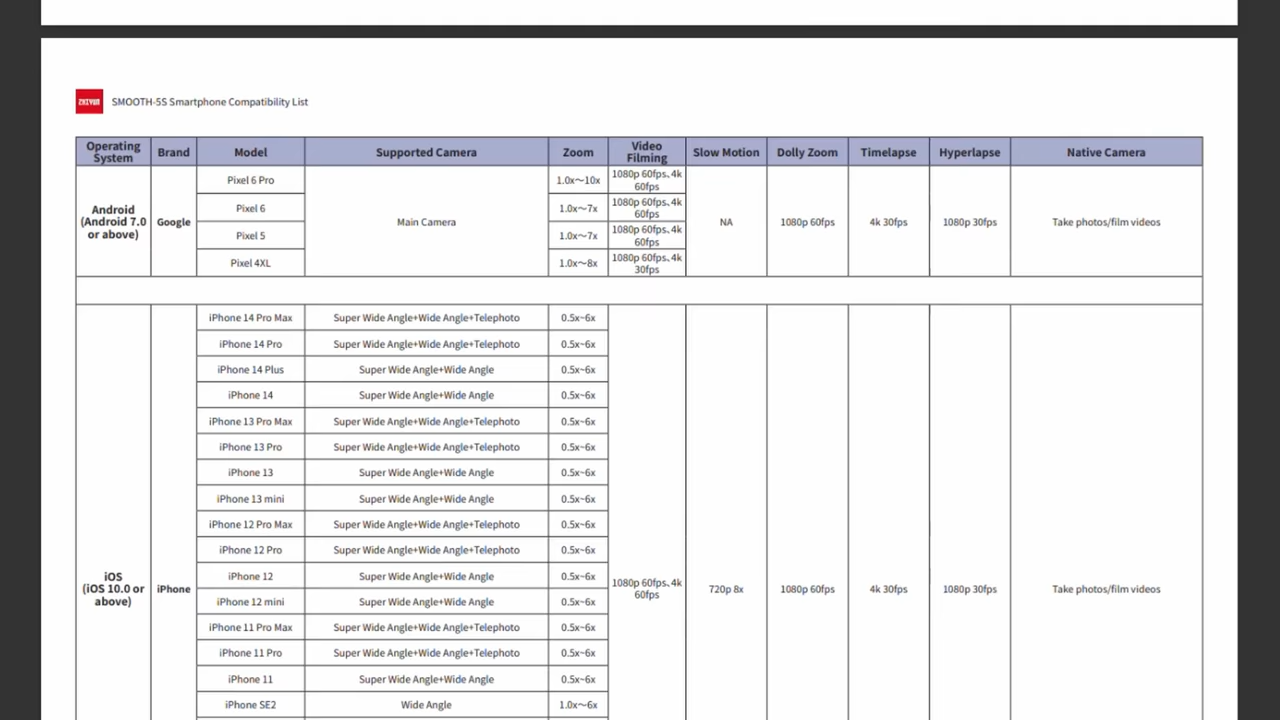 ZHIYUN SMOOTH-5S Smartphone Compatibility List
Operating System Brand Model Supported Camera Zoom Video Filming Slow Motion Dolly Zoom Timelapse Hyperlapse Native Camera
Android (Android 7.0 or above) Google Pixel 6 Pro Main Camera 1.0x～10x 1080p 60fps、4k 60fps NA 1080p 60fps 4k 30fps 1080p 30fps Take photos/film videos
Pixel 6 1.0x～7x 1080p 60fps、4k 60fps
Pixel 5 1.0x～7x 1080p 60fps、4k 60fps
Pixel 4XL 1.0x～8x 1080p 60fps、4k 30fps
iOS (iOS 10.0 or above) iPhone iPhone 14 Pro Max Super Wide Angle+Wide Angle+Telephoto 0.5x~6x 1080p 60fps、4k 60fps 720p 8x 1080p 60fps 4k 30fps 1080p 30fps Take photos/film videos
iPhone 14 Pro Super Wide Angle+Wide Angle+Telephoto 0.5x~6x
iPhone 14 Plus Super Wide Angle+Wide Angle 0.5x~6x
iPhone 14 Super Wide Angle+Wide Angle 0.5x~6x
iPhone 13 Pro Max Super Wide Angle+Wide Angle+Telephoto 0.5x~6x
iPhone 13 Pro Super Wide Angle+Wide Angle+Telephoto 0.5x~6x
iPhone 13 Super Wide Angle+Wide Angle 0.5x~6x
iPhone 13 mini Super Wide Angle+Wide Angle 0.5x~6x
iPhone 12 Pro Max Super Wide Angle+Wide Angle+Telephoto 0.5x~6x
iPhone 12 Pro Super Wide Angle+Wide Angle+Telephoto 0.5x~6x
iPhone 12 Super Wide Angle+Wide Angle 0.5x~6x
iPhone 12 mini Super Wide Angle+Wide Angle 0.5x~6x
iPhone 11 Pro Max Super Wide Angle+Wide Angle+Telephoto 0.5x~6x
iPhone 11 Pro Super Wide Angle+Wide Angle+Telephoto 0.5x~6x
iPhone 11 Super Wide Angle+Wide Angle 0.5x~6x
iPhone SE2 Wide Angle 1.0x～6x